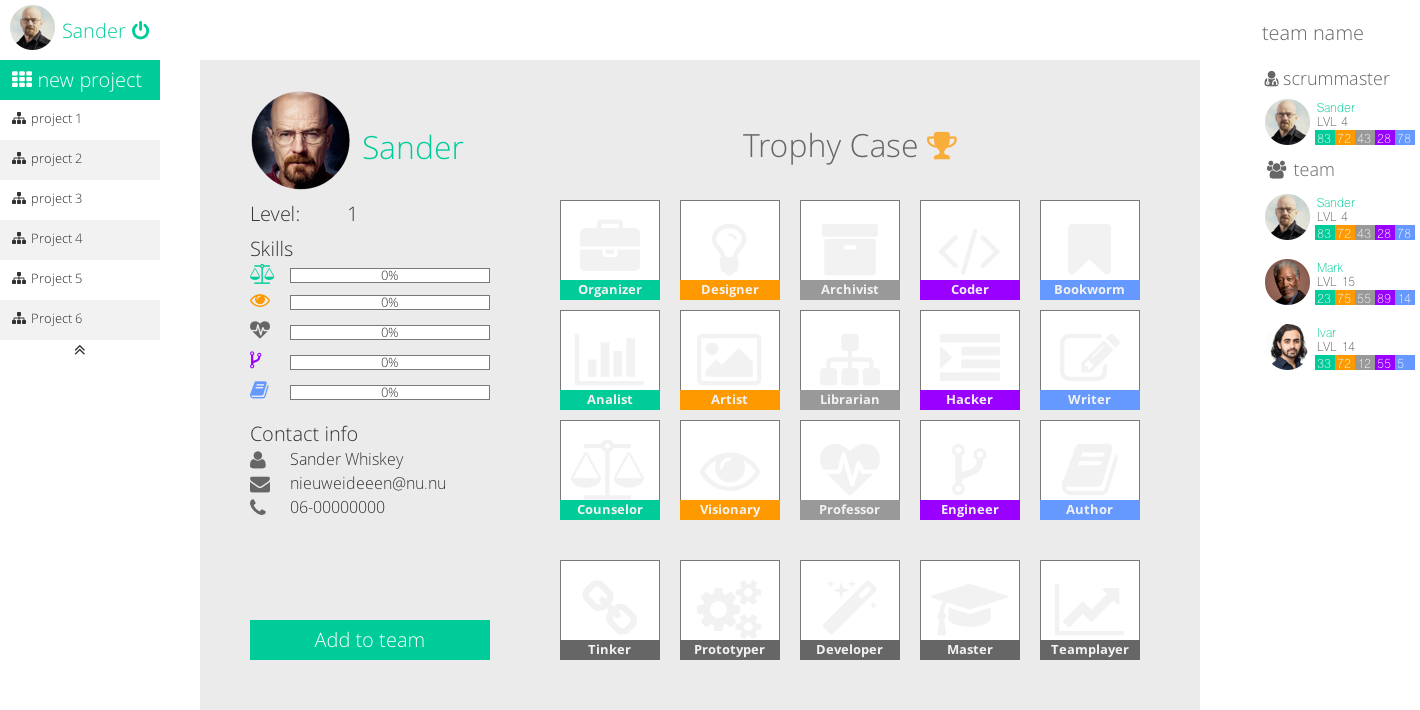 Sander
new project
project 1
project 2
project 3
Project 4
Project 5
Project 6
Sander
Level: 1
Skills
0%
0%
0%
0%
0%
Contact info
Sander Whiskey
nieuweideeen@nu.nu
06-00000000
Add to team
Trophy Case
Organizer Designer Archivist Coder Bookworm
Analist Artist Librarian Hacker Writer
Counselor Visionary Professor Engineer Author
Tinker Prototyper Developer Master Teamplayer
team name
scrummaster
Sander
LVL 4
83 72 43 28 78
team
Sander
LVL 4
83 72 43 28 78
Mark
LVL 15
23 75 55 89 14
Ivar
LVL 14
33 72 12 55 5